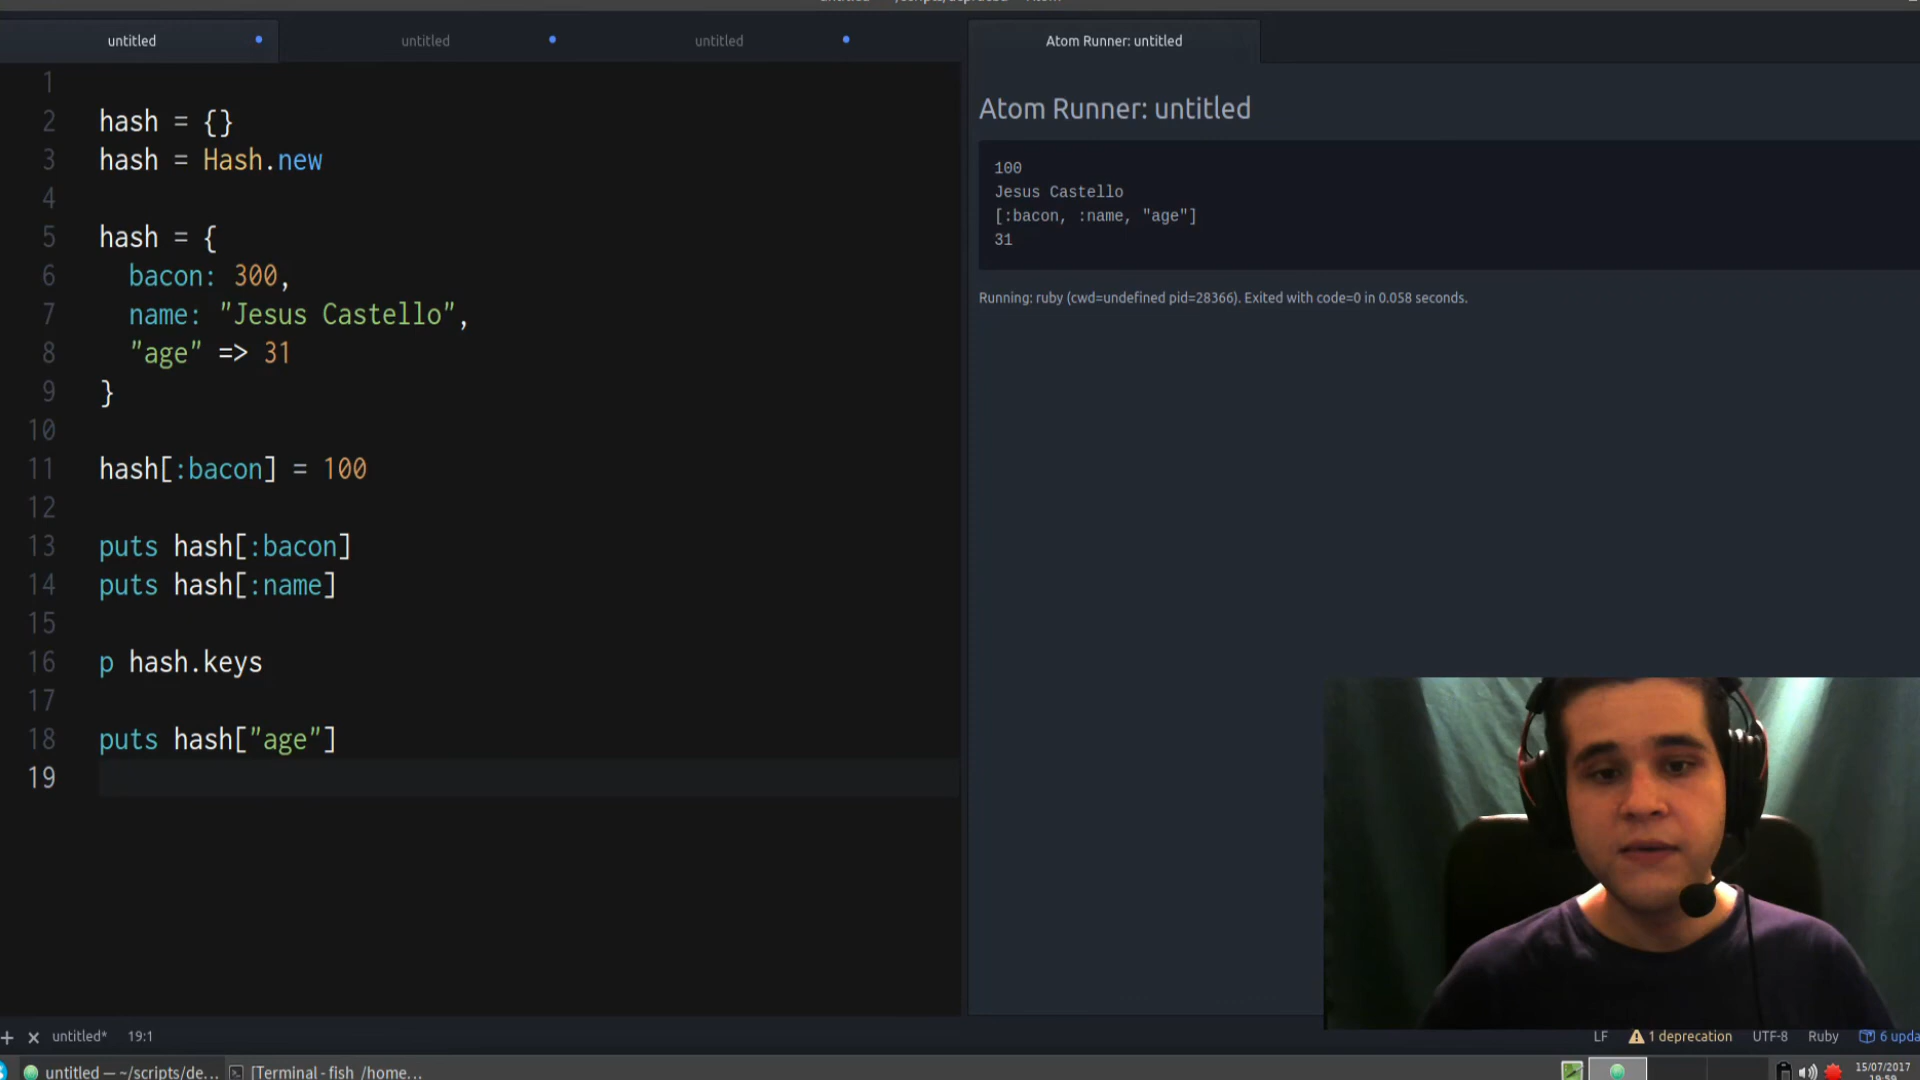 untitled
untitled
untitled
Atom Runner: untitled
1
2 hash = {}
3 hash = Hash.new
4
5 hash = {
6 bacon: 300,
7 name: "Jesus Castello",
8 "age" => 31
9 }
10
11 hash[:bacon] = 100
12
13 puts hash[:bacon]
14 puts hash[:name]
15
16 p hash.keys
17
18 puts hash["age"]
19
Atom Runner: untitled
100
Jesus Castello
[:bacon, :name, "age"]
31
Running: ruby (cwd=undefined pid=28366). Exited with code=0 in 0.058 seconds.
+ × untitled* 19:1
LF 1 deprecation UTF-8 Ruby 6 upda
untitled — ~/scripts/de... [Terminal - fish /home...
15/07/2017